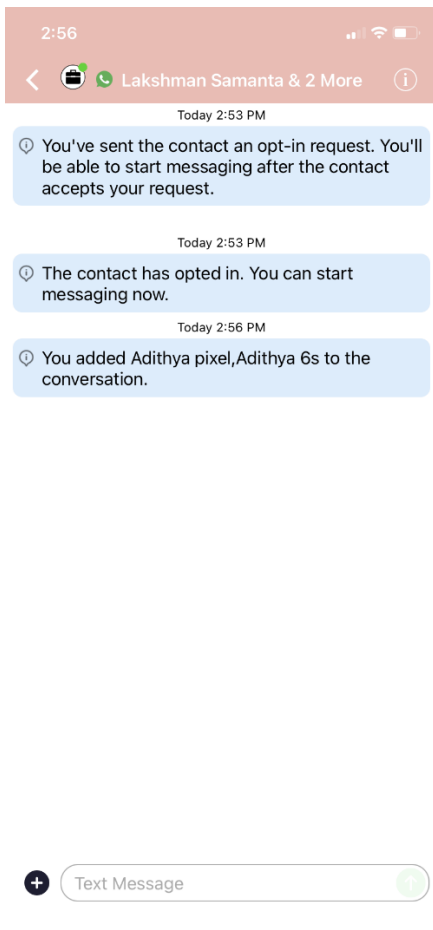 2:56
Lakshman Samanta & 2 More
Today 2:53 PM
You've sent the contact an opt-in request. You'll
be able to start messaging after the contact
accepts your request.
Today 2:53 PM
The contact has opted in. You can start
messaging now.
Today 2:56 PM
You added Adithya pixel,Adithya 6s to the
conversation.
Text Message